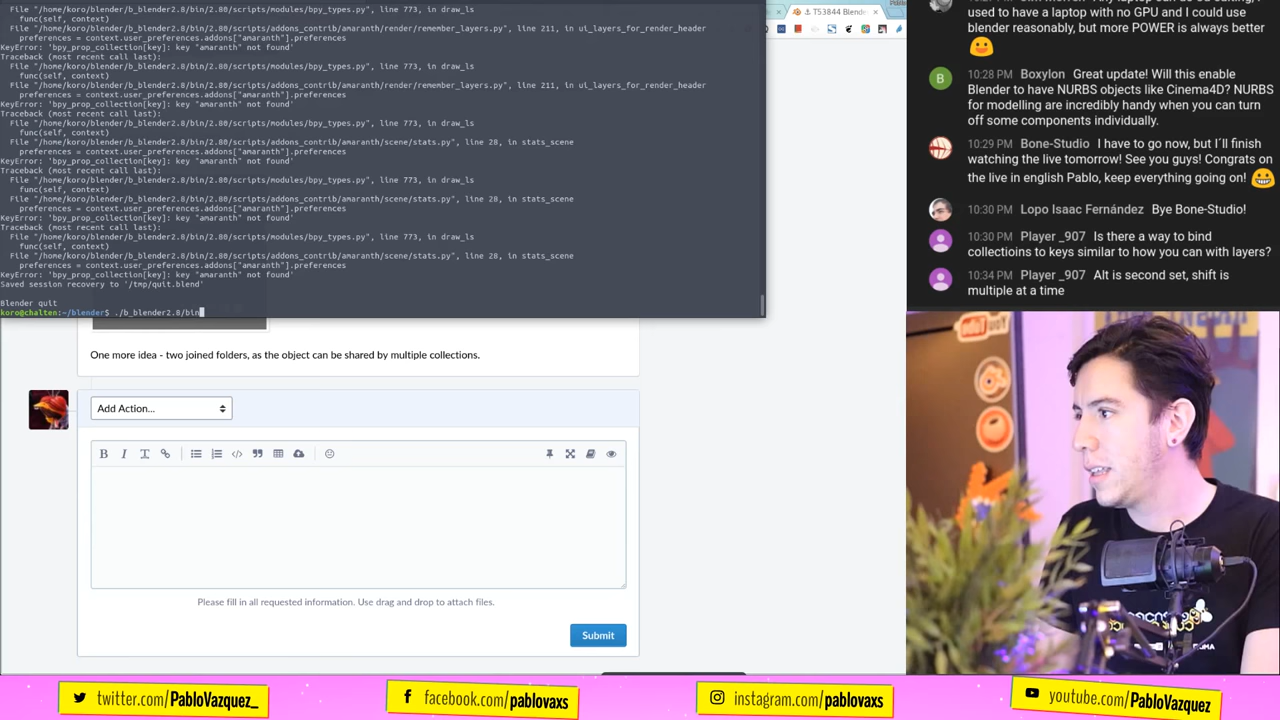 File "/home/koro/blender/b_blender2.8/bin/2.80/scripts/modules/bpy_types.py", line 773, in draw_ls
func(self, context)
File "/home/koro/blender/b_blender2.8/bin/2.80/scripts/addons_contrib/amaranth/render/remember_layers.py", line 211, in ui_layers_for_render_header
preferences = context.user_preferences.addons["amaranth"].preferences
KeyError: 'bpy_prop_collection[key]: key "amaranth" not found'
Traceback (most recent call last):
File "/home/koro/blender/b_blender2.8/bin/2.80/scripts/modules/bpy_types.py", line 773, in draw_ls
func(self, context)
File "/home/koro/blender/b_blender2.8/bin/2.80/scripts/addons_contrib/amaranth/render/remember_layers.py", line 211, in ui_layers_for_render_header
preferences = context.user_preferences.addons["amaranth"].preferences
KeyError: 'bpy_prop_collection[key]: key "amaranth" not found'
Traceback (most recent call last):
File "/home/koro/blender/b_blender2.8/bin/2.80/scripts/modules/bpy_types.py", line 773, in draw_ls
func(self, context)
File "/home/koro/blender/b_blender2.8/bin/2.80/scripts/addons_contrib/amaranth/scene/stats.py", line 28, in stats_scene
preferences = context.user_preferences.addons["amaranth"].preferences
KeyError: 'bpy_prop_collection[key]: key "amaranth" not found'
Traceback (most recent call last):
File "/home/koro/blender/b_blender2.8/bin/2.80/scripts/modules/bpy_types.py", line 773, in draw_ls
func(self, context)
File "/home/koro/blender/b_blender2.8/bin/2.80/scripts/addons_contrib/amaranth/scene/stats.py", line 28, in stats_scene
preferences = context.user_preferences.addons["amaranth"].preferences
KeyError: 'bpy_prop_collection[key]: key "amaranth" not found'
Traceback (most recent call last):
File "/home/koro/blender/b_blender2.8/bin/2.80/scripts/modules/bpy_types.py", line 773, in draw_ls
func(self, context)
File "/home/koro/blender/b_blender2.8/bin/2.80/scripts/addons_contrib/amaranth/scene/stats.py", line 28, in stats_scene
preferences = context.user_preferences.addons["amaranth"].preferences
KeyError: 'bpy_prop_collection[key]: key "amaranth" not found'
Saved session recovery to '/tmp/quit.blend'
Blender quit
koro@chalten:~/blender$ ./b_blender2.8/bin
T53844 Blende
One more idea - two joined folders, as the object can be shared by multiple collections.
Add Action...
Please fill in all requested information. Use drag and drop to attach files.
Submit
used to have a laptop with no GPU and I could use
blender reasonably, but more POWER is always better
B
10:28 PM Boxylon Great update! Will this enable
Blender to have NURBS objects like Cinema4D? NURBS
for modelling are incredibly handy when you can turn
off some components individually.
10:29 PM Bone-Studio I have to go now, but I´ll finish
watching the live tomorrow! See you guys! Congrats on
the live in english Pablo, keep everything going on!
10:30 PM Lopo Isaac Fernández Bye Bone-Studio!
10:30 PM Player _907 Is there a way to bind
collectioins to keys similar to how you can with layers?
10:34 PM Player _907 Alt is second set, shift is
multiple at a time
twitter.com/PabloVazquez_
facebook.com/pablovaxs
instagram.com/pablovaxs
youtube.com/PabloVazquez